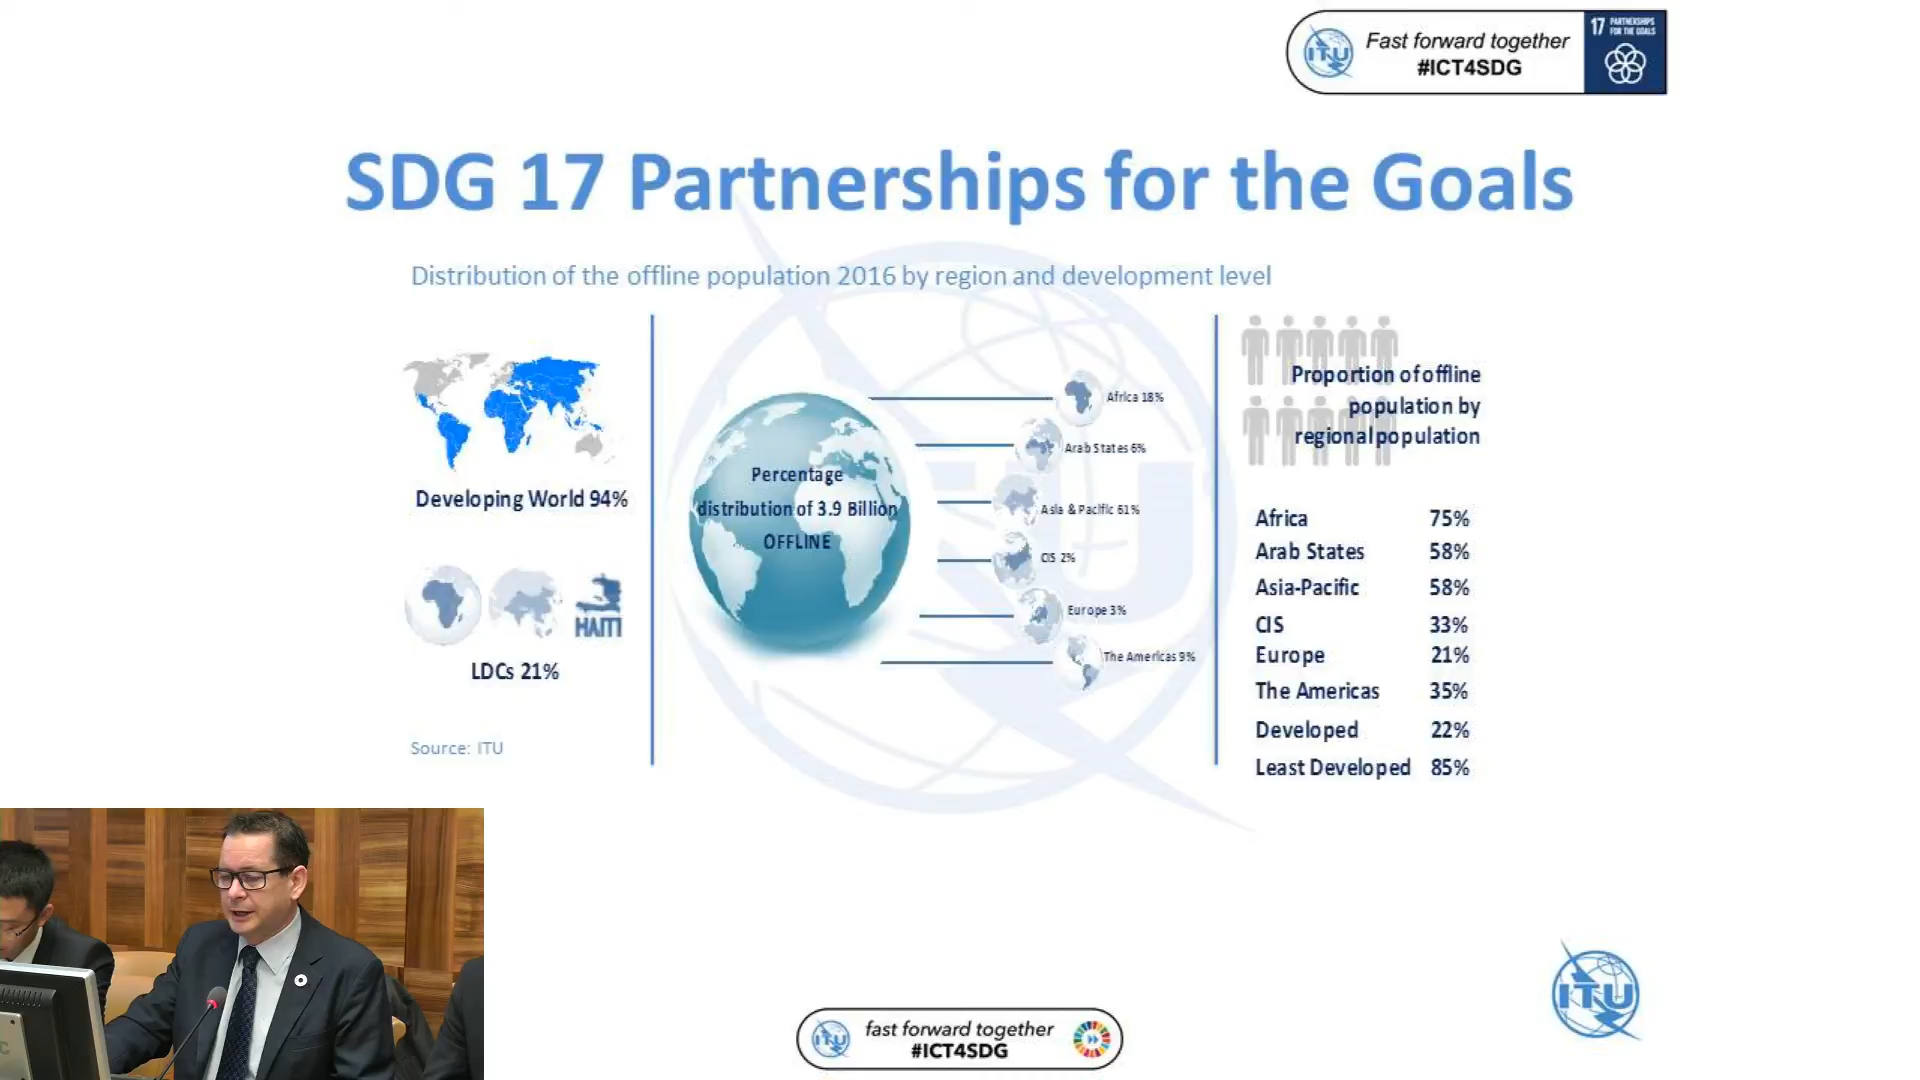 ITU
Fast forward together
#ICT4SDG
17 PARTNERSHIPS
FOR THE GOALS
SDG 17 Partnerships for the Goals
Distribution of the offline population 2016 by region and development level
Developing World 94%
HAITI
LDCs 21%
Source: ITU
Percentage
distribution of 3.9 Billion
OFFLINE
Africa 18%
Arab States 6%
Asia & Pacific 61%
CIS 2%
Europe 3%
The Americas 9%
Proportion of offline
population by
regional population
Africa 75%
Arab States 58%
Asia-Pacific 58%
CIS 33%
Europe 21%
The Americas 35%
Developed 22%
Least Developed 85%
ITU
ITU
fast forward together
#ICT4SDG
ITU